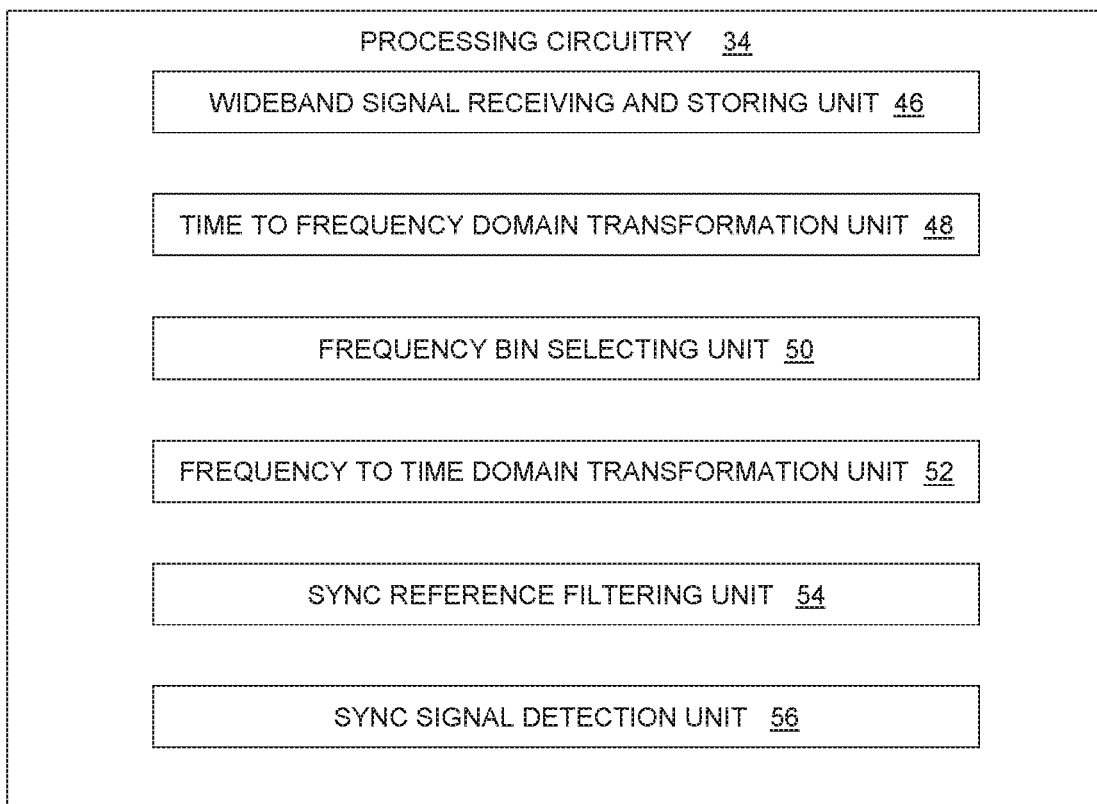 PROCESSING CIRCUITRY 34
WIDEBAND SIGNAL RECEIVING AND STORING UNIT 46
TIME TO FREQUENCY DOMAIN TRANSFORMATION UNIT 48
FREQUENCY BIN SELECTING UNIT 50
FREQUENCY TO TIME DOMAIN TRANSFORMATION UNIT 52
SYNC REFERENCE FILTERING UNIT 54
SYNC SIGNAL DETECTION UNIT 56